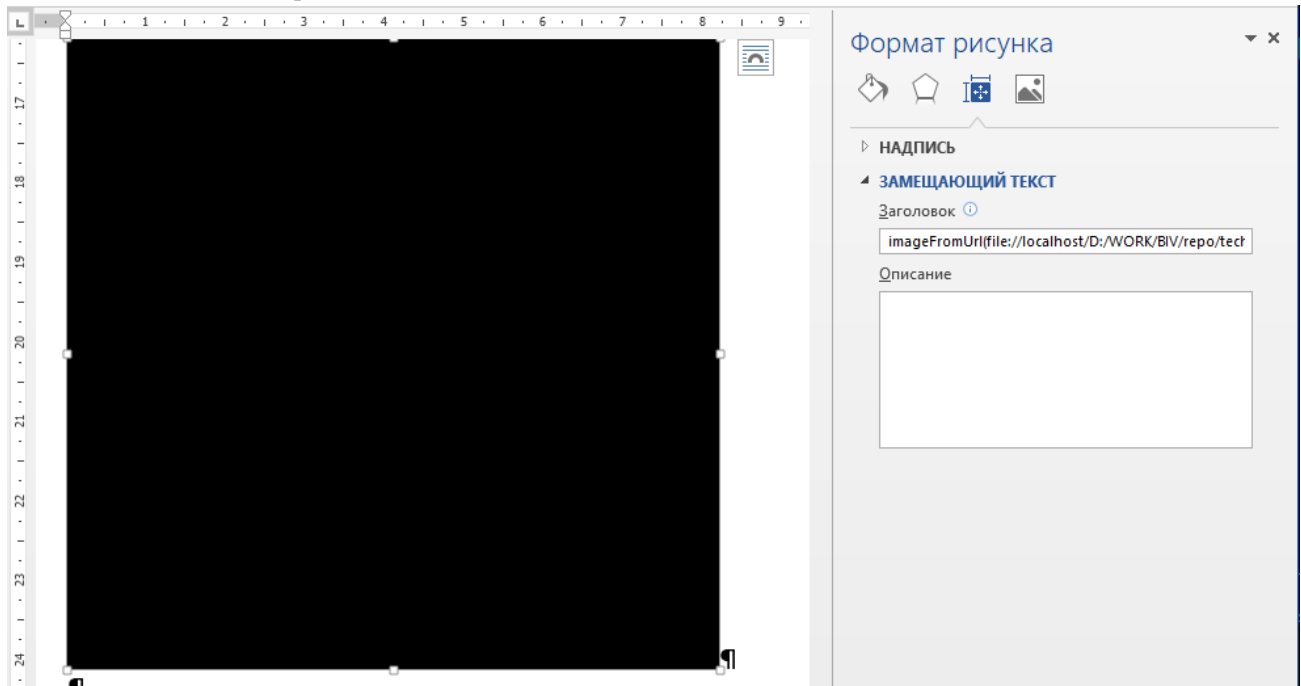 1 2 3 4 5 6 7 8 9
Формат рисунка
НАДПИСЬ
ЗАМЕЩАЮЩИЙ ТЕКСТ
Заголовок
imageFromUrl(file://localhost/D:/WORK/BIV/repo/tech
Описание
17
18
19
20
21
22
23
24
¶
¶